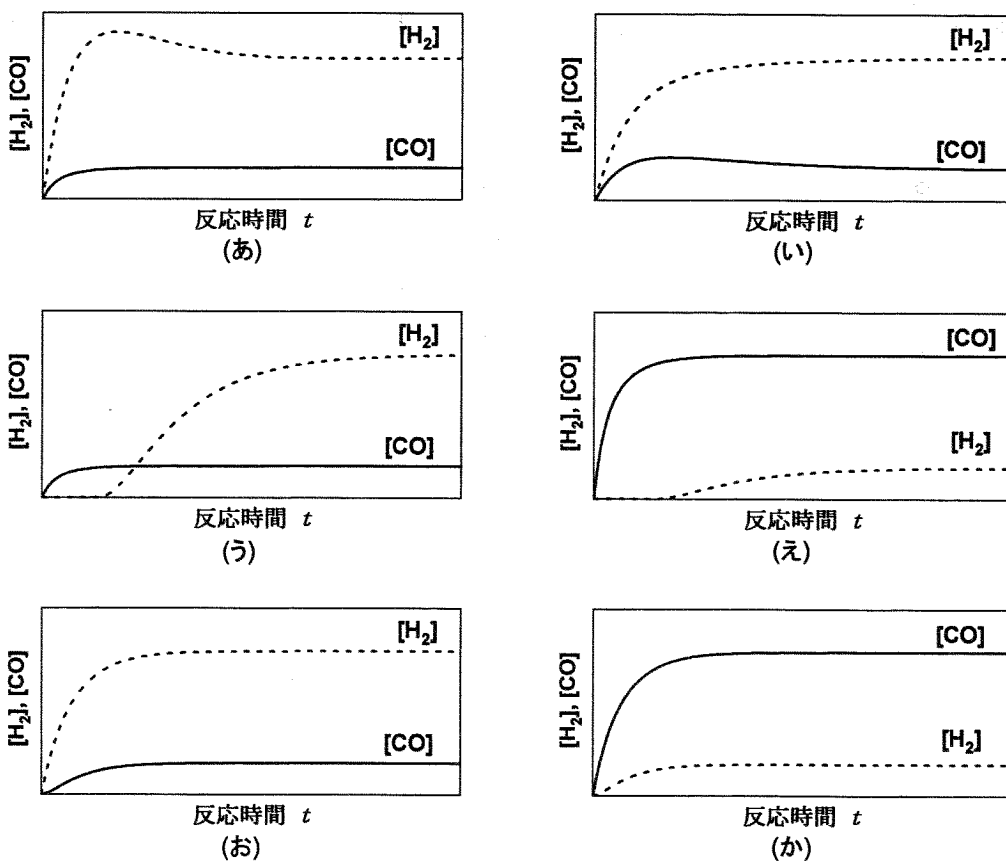 [H₂], [CO]
[H₂]
[CO]
反応時間 t
(あ)
[H₂], [CO]
[H₂]
[CO]
反応時間 t
(い)
[H₂], [CO]
[H₂]
[CO]
反応時間 t
(う)
[H₂], [CO]
[CO]
[H₂]
反応時間 t
(え)
[H₂], [CO]
[H₂]
[CO]
反応時間 t
(お)
[H₂], [CO]
[CO]
[H₂]
反応時間 t
(か)